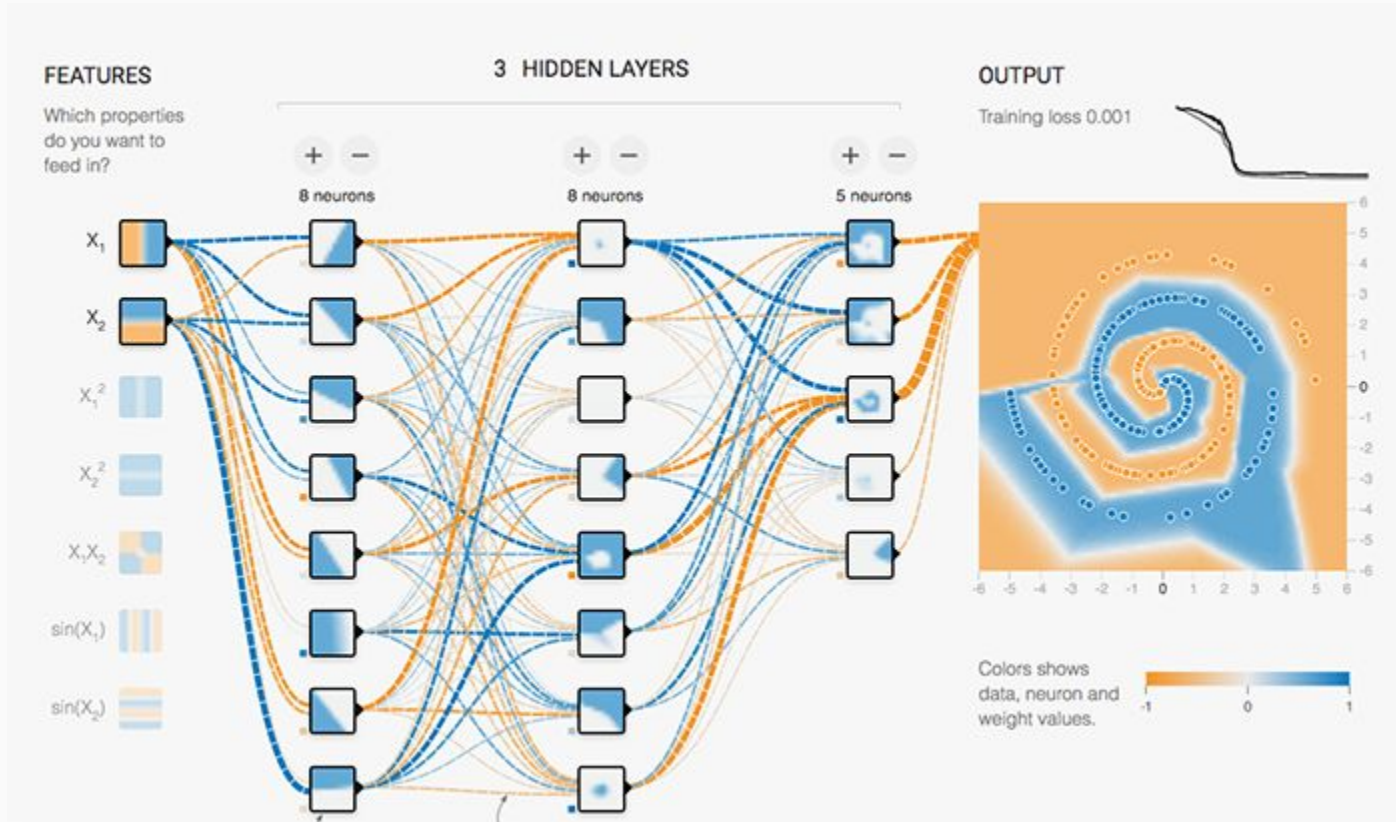 FEATURES
Which properties
do you want to
feed in?
X₁
X₂
X₁²
X₂²
X₁X₂
sin(X₁)
sin(X₂)
3 HIDDEN LAYERS
+ −
+ −
+ −
8 neurons
8 neurons
5 neurons
OUTPUT
Training loss 0.001
6
5
4
3
2
1
0
-1
-2
-3
-4
-5
-6
-6 -5 -4 -3 -2 -1 0 1 2 3 4 5 6
Colors shows
data, neuron and
weight values.
-1 0 1